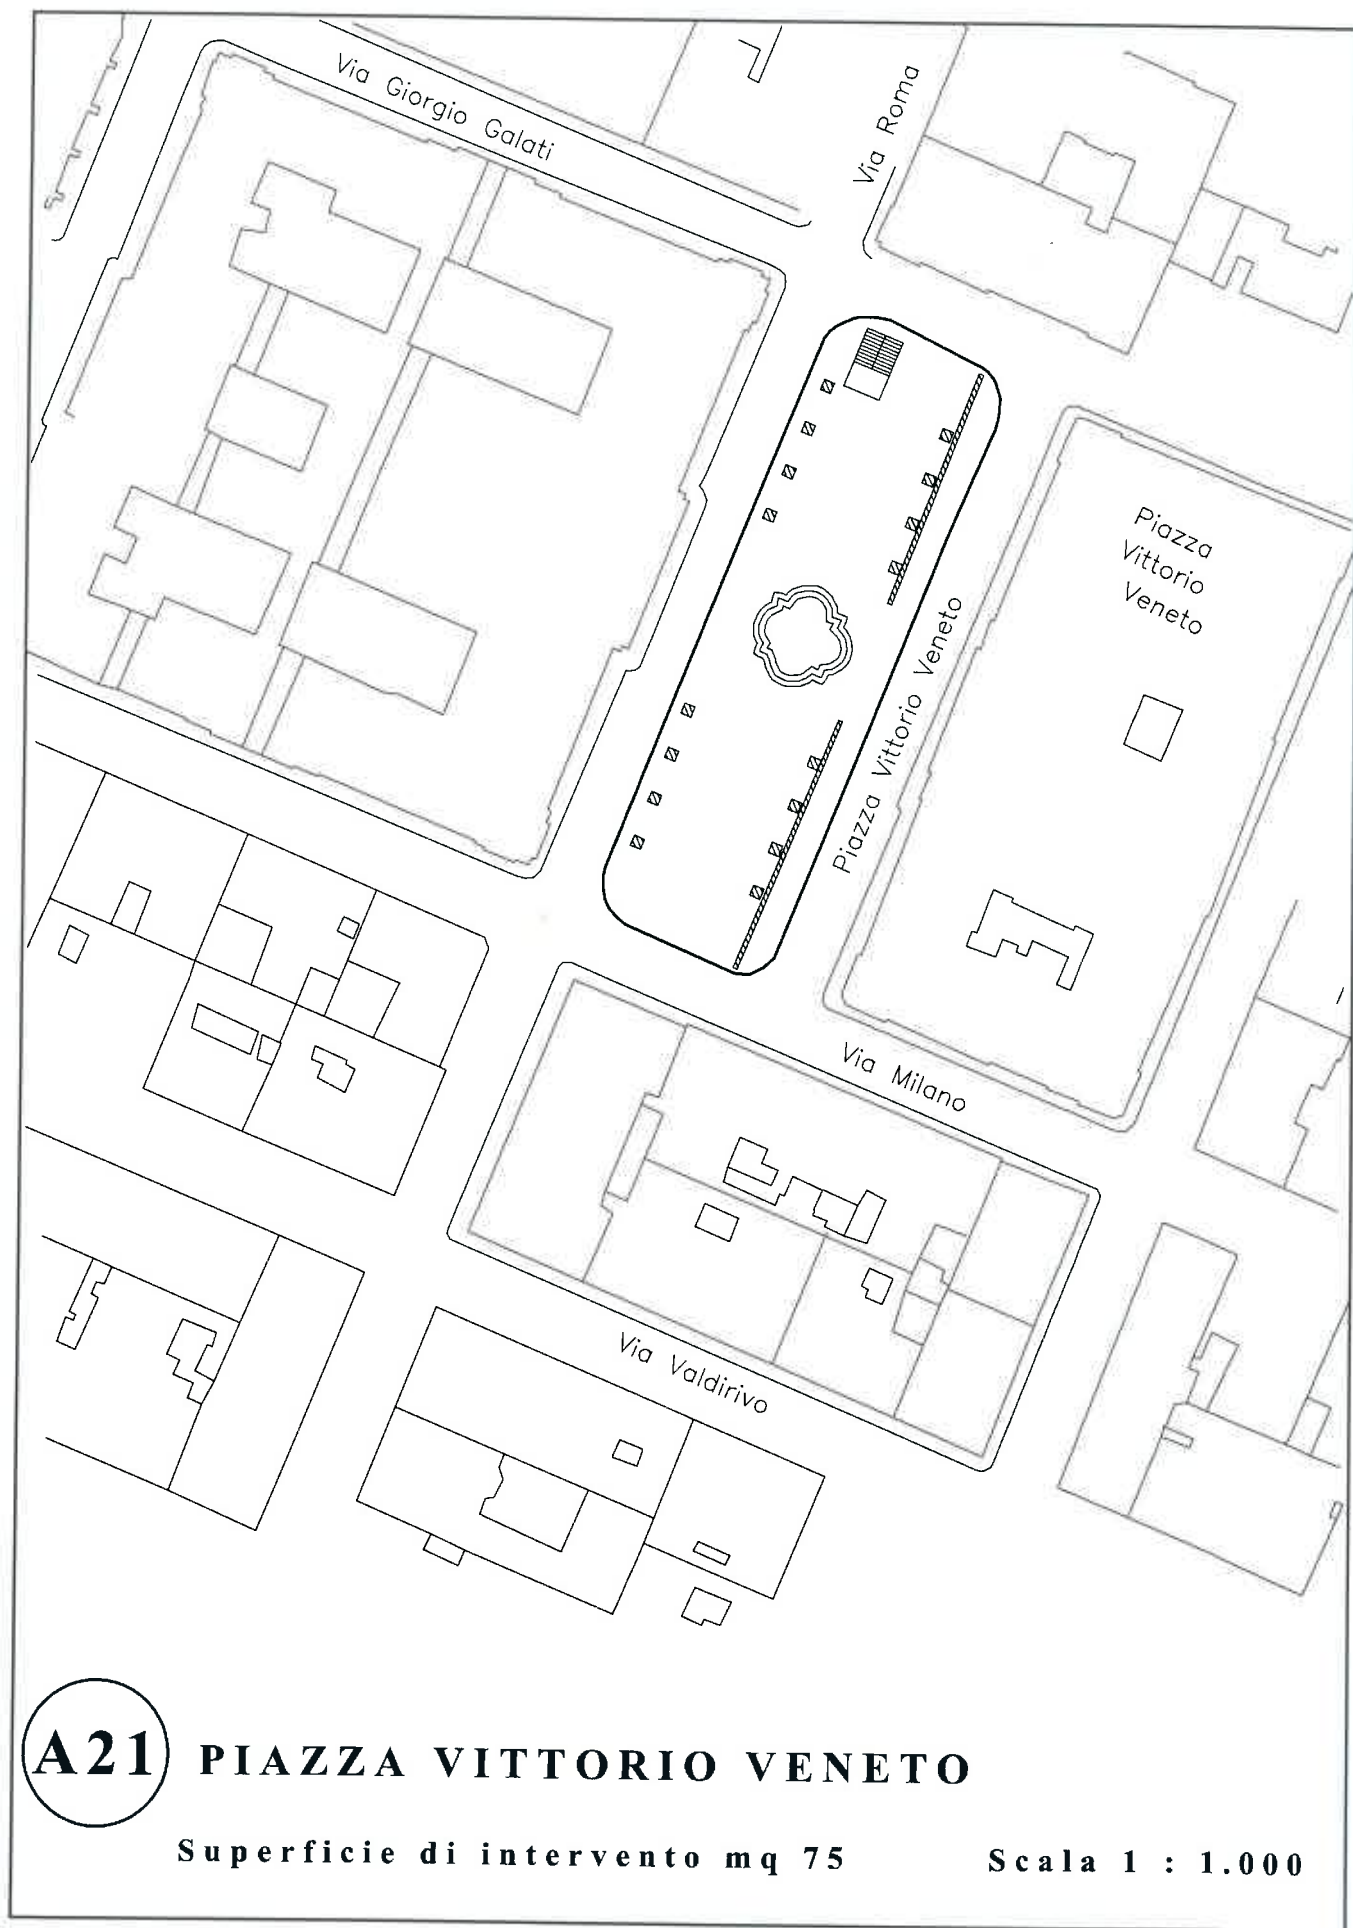 Via Giorgio Galati
Via Roma
Piazza
Vittorio
Veneto
Piazza Vittorio Veneto
Via Milano
Via Valdirivo
A21 PIAZZA VITTORIO VENETO
Superficie di intervento mq 75 Scala 1 : 1.000